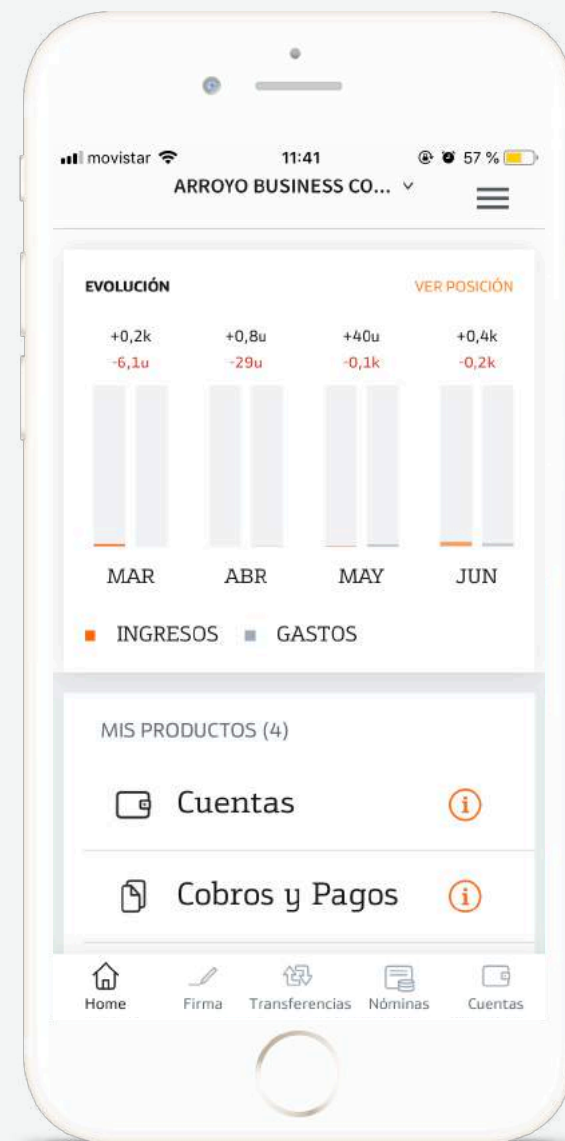 movistar 11:41 57 %
ARROYO BUSINESS CO...
EVOLUCIÓN VER POSICIÓN
+0,2k +0,8u +40u +0,4k
-6,1u -29u -0,1k -0,2k
MAR ABR MAY JUN
INGRESOS GASTOS
MIS PRODUCTOS (4)
Cuentas
Cobros y Pagos
Home Firma Transferencias Nóminas Cuentas